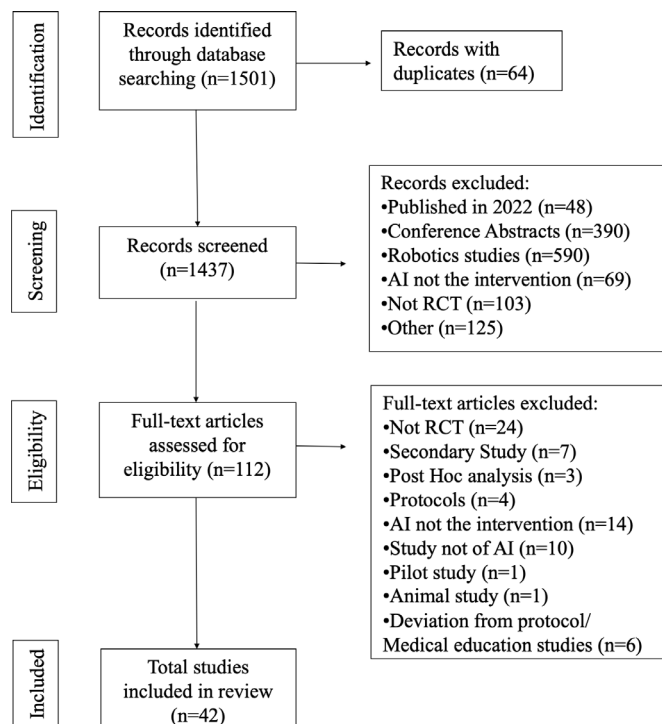 Identification
Records identified
through database
searching (n=1501)
Records with
duplicates (n=64)
Screening
Records screened
(n=1437)
Records excluded:
•Published in 2022 (n=48)
•Conference Abstracts (n=390)
•Robotics studies (n=590)
•AI not the intervention (n=69)
•Not RCT (n=103)
•Other (n=125)
Eligibility
Full-text articles
assessed for
eligibility (n=112)
Full-text articles excluded:
•Not RCT (n=24)
•Secondary Study (n=7)
•Post Hoc analysis (n=3)
•Protocols (n=4)
•AI not the intervention (n=14)
•Study not of AI (n=10)
•Pilot study (n=1)
•Animal study (n=1)
•Deviation from protocol/
Medical education studies (n=6)
Included
Total studies
included in review
(n=42)